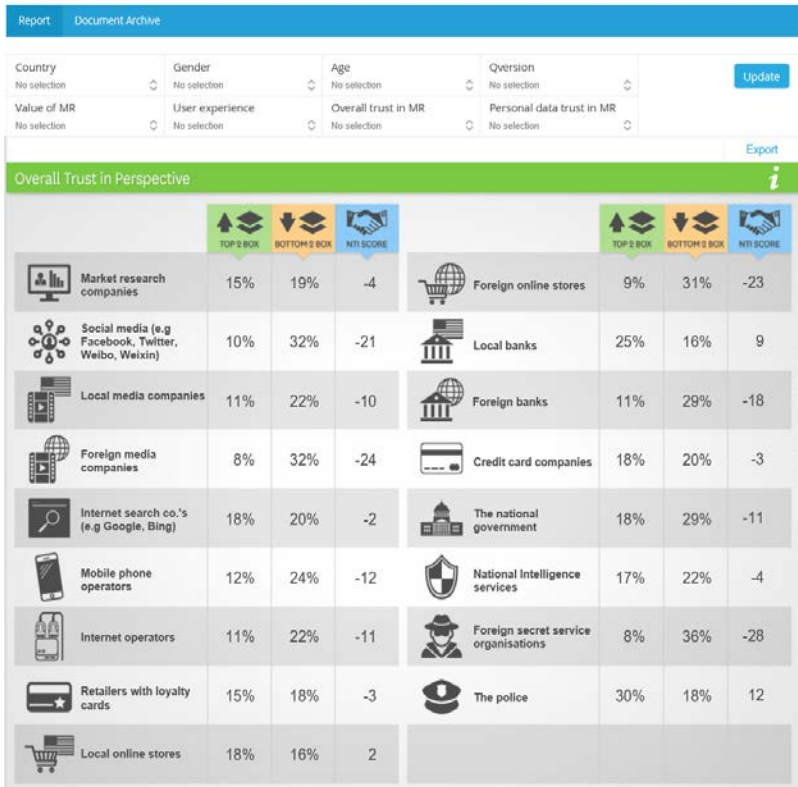 Report Document Archive
Country Gender Age Qversion
No selection No selection No selection No selection
Update
Value of MR User experience Overall trust in MR Personal data trust in MR
No selection No selection No selection No selection
Export
Overall Trust in Perspective i
TOP 2 BOX BOTTOM 2 BOX NTI SCORE
Market research
companies 15% 19% -4
Social media (e.g
Facebook, Twitter,
Weibo, Weixin) 10% 32% -21
Local media companies 11% 22% -10
Foreign media
companies 8% 32% -24
Internet search co.'s
(e.g Google, Bing) 18% 20% -2
Mobile phone
operators 12% 24% -12
Internet operators 11% 22% -11
Retailers with loyalty
cards 15% 18% -3
Local online stores 18% 16% 2
TOP 2 BOX BOTTOM 2 BOX NTI SCORE
Foreign online stores 9% 31% -23
Local banks 25% 16% 9
Foreign banks 11% 29% -18
Credit card companies 18% 20% -3
The national
government 18% 29% -11
National Intelligence
services 17% 22% -4
Foreign secret service
organisations 8% 36% -28
The police 30% 18% 12